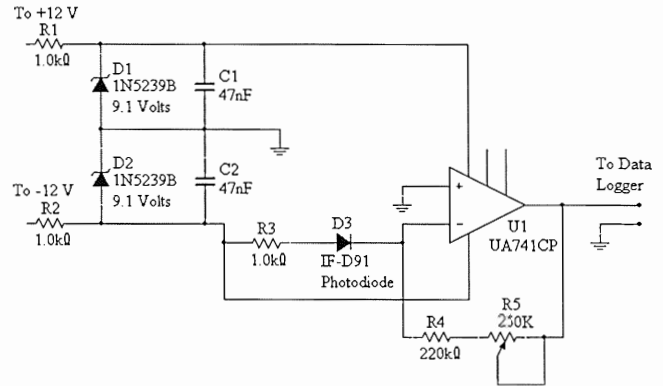 To +12 V
R1
1.0kΩ
D1
1N5239B
9.1 Volts
C1
47nF
D2
1N5239B
9.1 Volts
C2
47nF
To -12 V
R2
1.0kΩ
R3
1.0kΩ
D3
IF-D91
Photodiode
+
−
U1
UA741CP
To Data
Logger
R4
220kΩ
R5
250K